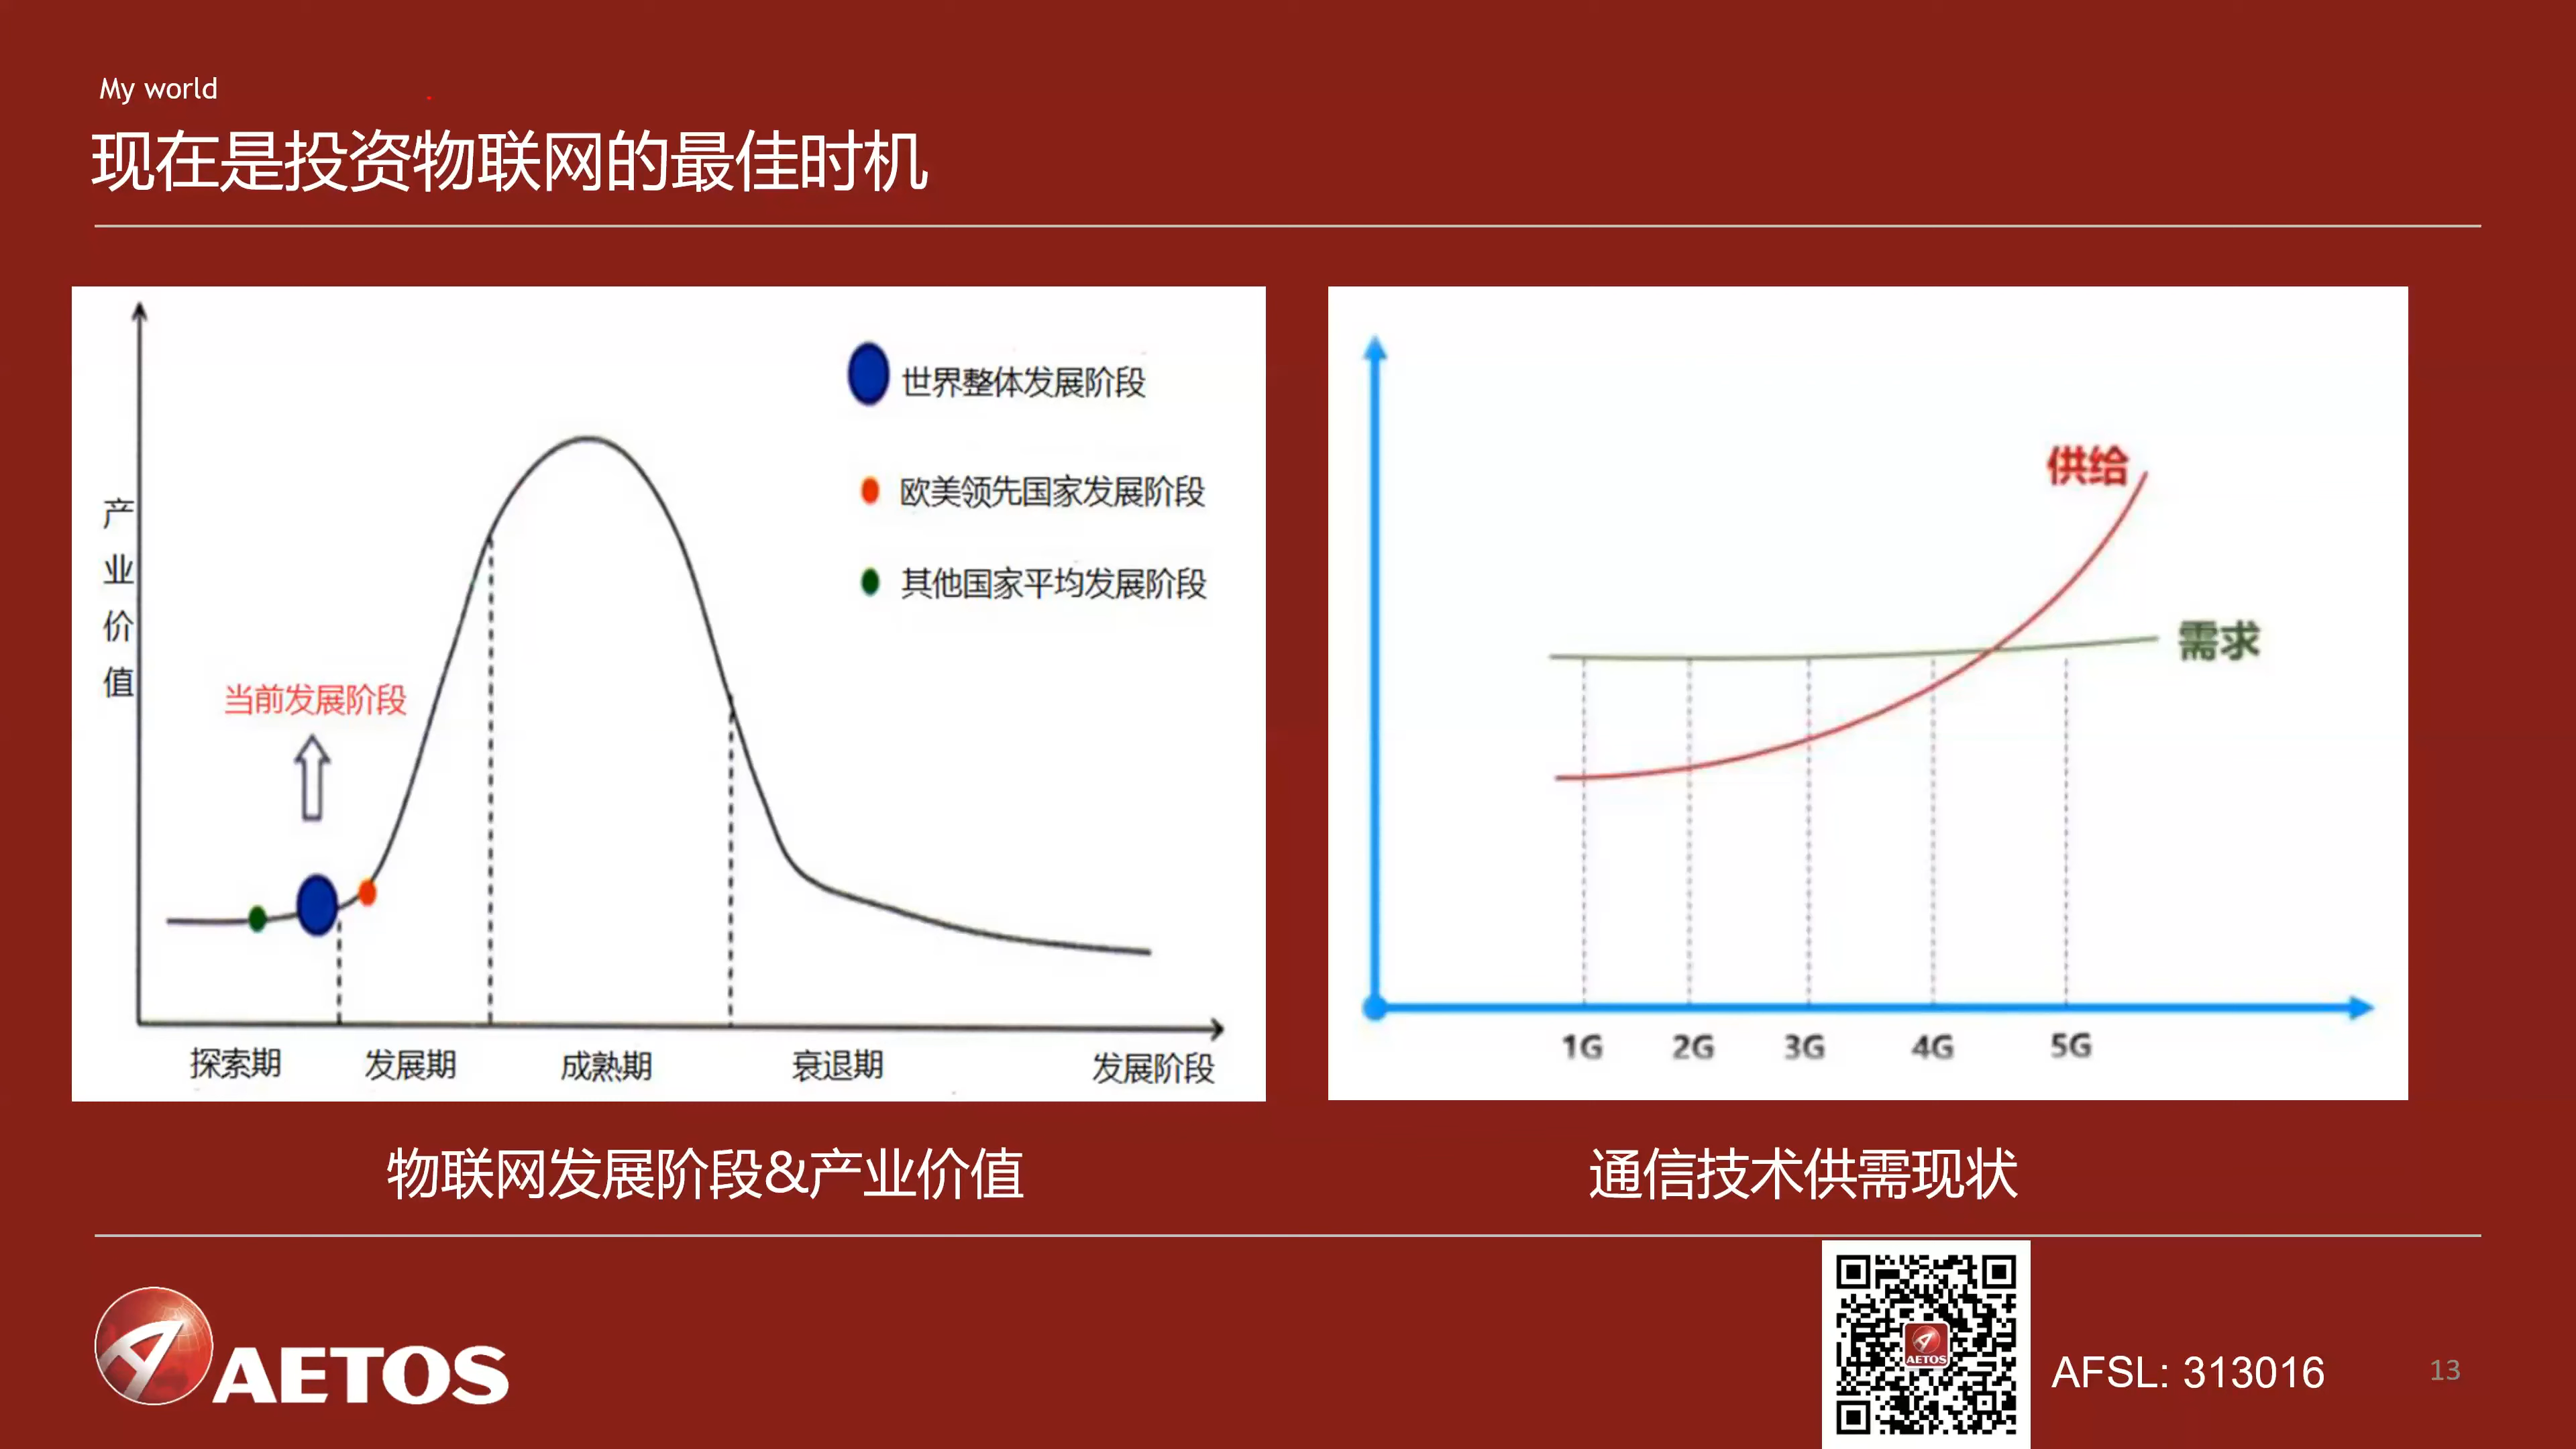 My world
现在是投资物联网的最佳时机
世界整体发展阶段
欧美领先国家发展阶段
其他国家平均发展阶段
产业价值
当前发展阶段
探索期
发展期
成熟期
衰退期
发展阶段
供给
需求
1G
2G
3G
4G
5G
物联网发展阶段&产业价值
通信技术供需现状
AETOS
AETOS
AFSL: 313016
13